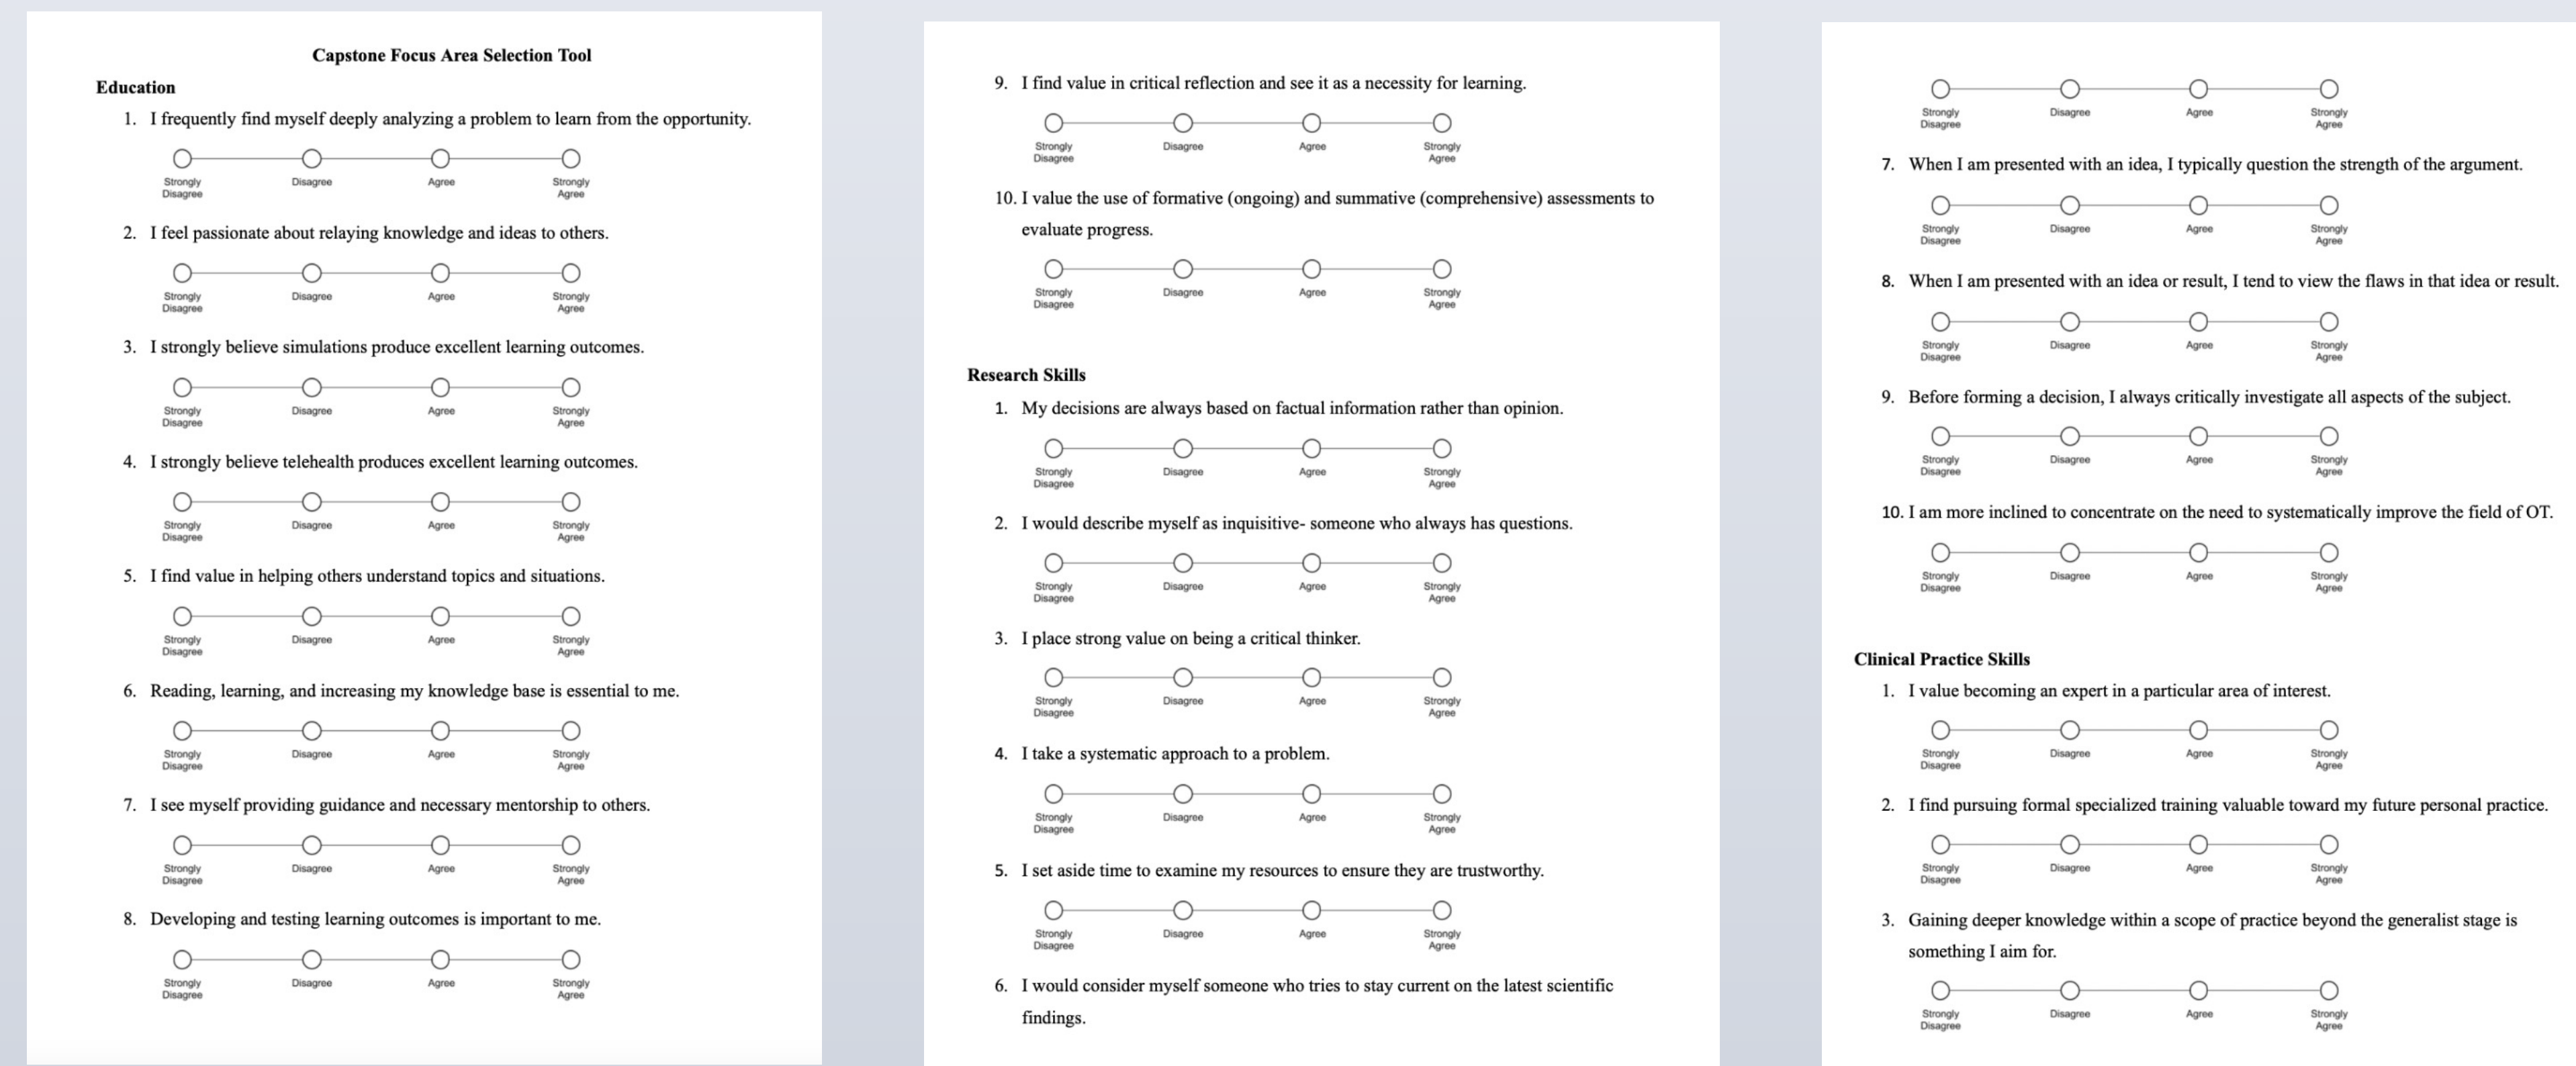 Capstone Focus Area Selection Tool
Education
1. I frequently find myself deeply analyzing a problem to learn from the opportunity.
Strongly Disagree Disagree Agree Strongly Agree
2. I feel passionate about relaying knowledge and ideas to others.
Strongly Disagree Disagree Agree Strongly Agree
3. I strongly believe simulations produce excellent learning outcomes.
Strongly Disagree Disagree Agree Strongly Agree
4. I strongly believe telehealth produces excellent learning outcomes.
Strongly Disagree Disagree Agree Strongly Agree
5. I find value in helping others understand topics and situations.
Strongly Disagree Disagree Agree Strongly Agree
6. Reading, learning, and increasing my knowledge base is essential to me.
Strongly Disagree Disagree Agree Strongly Agree
7. I see myself providing guidance and necessary mentorship to others.
Strongly Disagree Disagree Agree Strongly Agree
8. Developing and testing learning outcomes is important to me.
Strongly Disagree Disagree Agree Strongly Agree
9. I find value in critical reflection and see it as a necessity for learning.
Strongly Disagree Disagree Agree Strongly Agree
10. I value the use of formative (ongoing) and summative (comprehensive) assessments to
evaluate progress.
Strongly Disagree Disagree Agree Strongly Agree
Research Skills
1. My decisions are always based on factual information rather than opinion.
Strongly Disagree Disagree Agree Strongly Agree
2. I would describe myself as inquisitive- someone who always has questions.
Strongly Disagree Disagree Agree Strongly Agree
3. I place strong value on being a critical thinker.
Strongly Disagree Disagree Agree Strongly Agree
4. I take a systematic approach to a problem.
Strongly Disagree Disagree Agree Strongly Agree
5. I set aside time to examine my resources to ensure they are trustworthy.
Strongly Disagree Disagree Agree Strongly Agree
6. I would consider myself someone who tries to stay current on the latest scientific
findings.
Strongly Disagree Disagree Agree Strongly Agree
7. When I am presented with an idea, I typically question the strength of the argument.
Strongly Disagree Disagree Agree Strongly Agree
8. When I am presented with an idea or result, I tend to view the flaws in that idea or result.
Strongly Disagree Disagree Agree Strongly Agree
9. Before forming a decision, I always critically investigate all aspects of the subject.
Strongly Disagree Disagree Agree Strongly Agree
10. I am more inclined to concentrate on the need to systematically improve the field of OT.
Strongly Disagree Disagree Agree Strongly Agree
Clinical Practice Skills
1. I value becoming an expert in a particular area of interest.
Strongly Disagree Disagree Agree Strongly Agree
2. I find pursuing formal specialized training valuable toward my future personal practice.
Strongly Disagree Disagree Agree Strongly Agree
3. Gaining deeper knowledge within a scope of practice beyond the generalist stage is
something I aim for.
Strongly Disagree Disagree Agree Strongly Agree